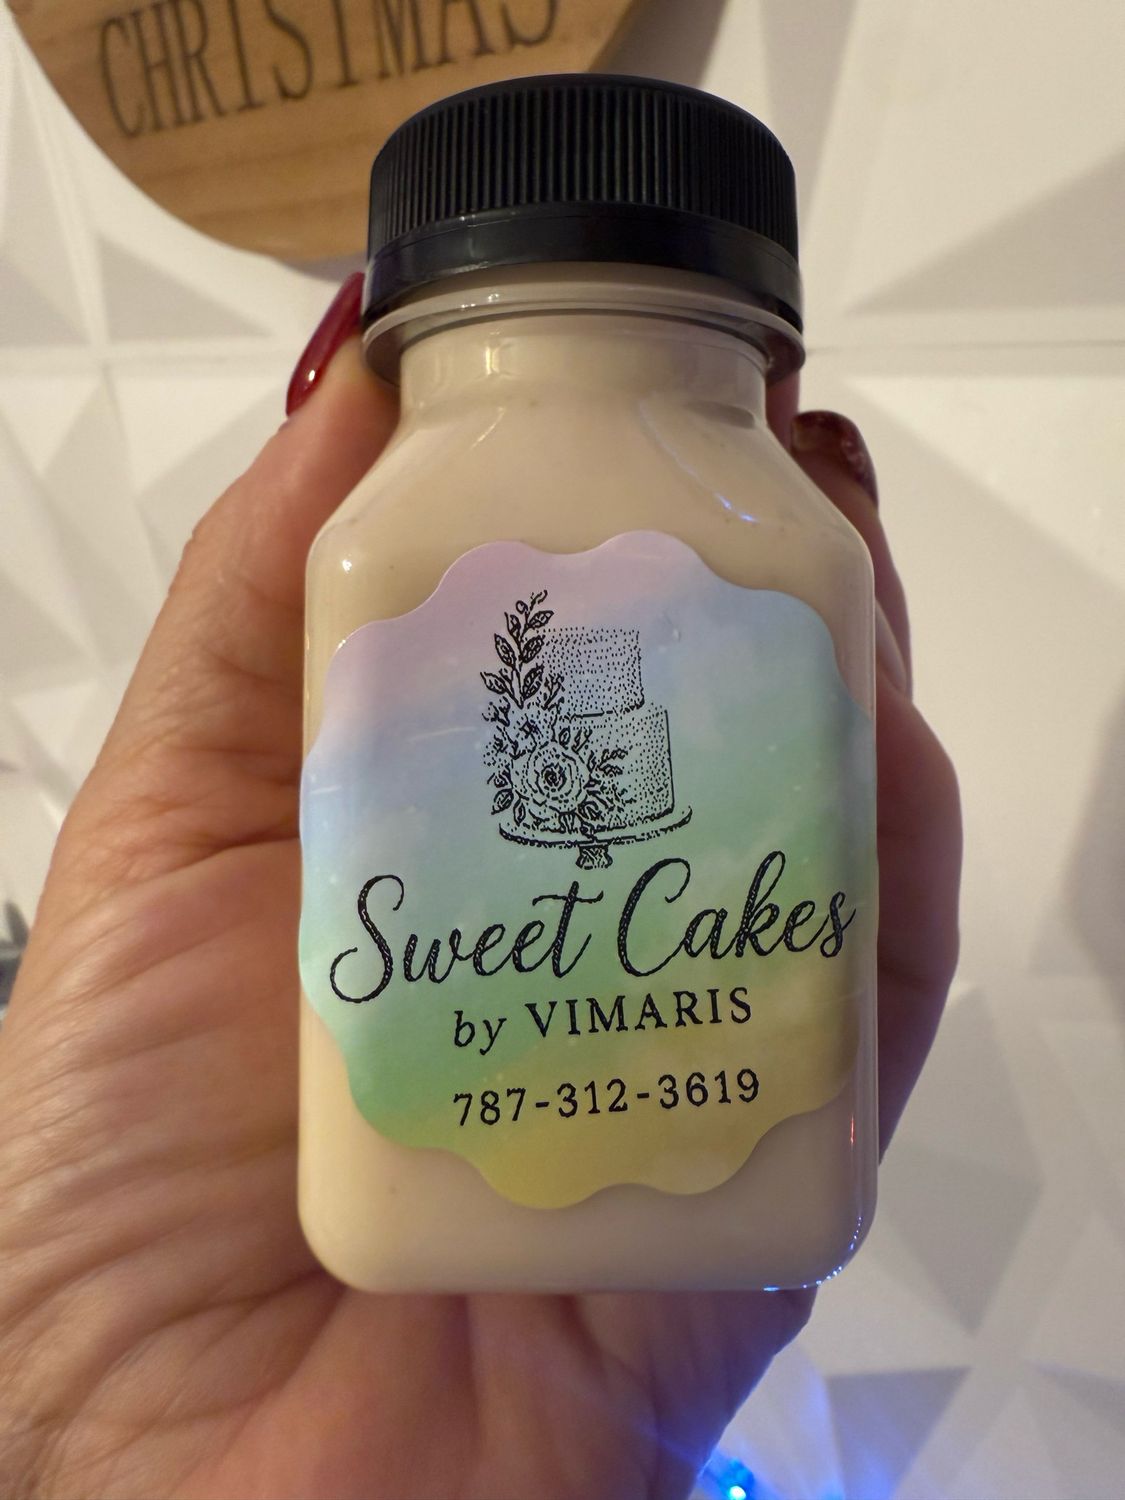 CHRISTMAS
Sweet Cakes
by VIMARIS
787-312-3619